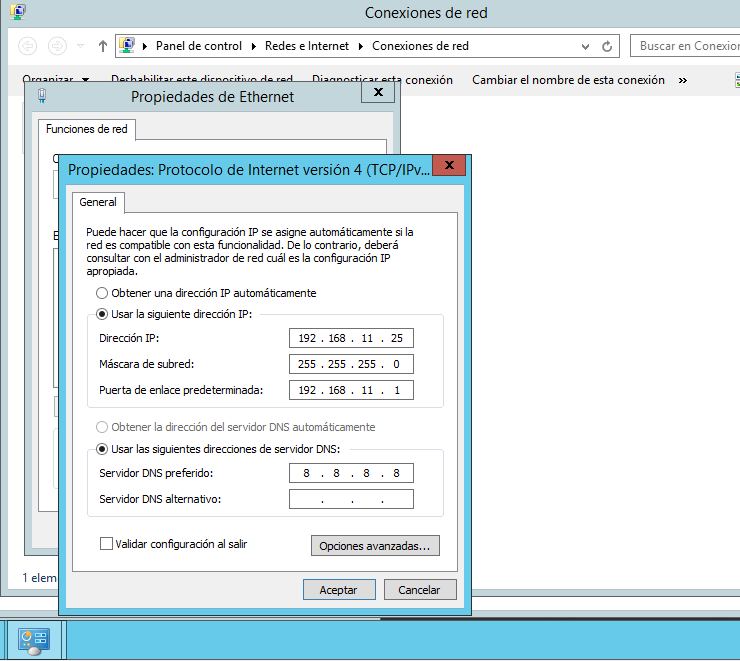 Conexiones de red
Panel de control Redes e Internet Conexiones de red
Buscar en Conexion
Organizar Deshabilitar este dispositivo de red Diagnosticar esta conexión Cambiar el nombre de esta conexión »
Propiedades de Ethernet X
Funciones de red
Propiedades: Protocolo de Internet versión 4 (TCP/IPv... X
General
Puede hacer que la configuración IP se asigne automáticamente si la
red es compatible con esta funcionalidad. De lo contrario, deberá
consultar con el administrador de red cuál es la configuración IP
apropiada.
Obtener una dirección IP automáticamente
Usar la siguiente dirección IP:
Dirección IP: 192 . 168 . 11 . 25
Máscara de subred: 255 . 255 . 255 . 0
Puerta de enlace predeterminada: 192 . 168 . 11 . 1
Obtener la dirección del servidor DNS automáticamente
Usar las siguientes direcciones de servidor DNS:
Servidor DNS preferido: 8 . 8 . 8 . 8
Servidor DNS alternativo: . . .
Validar configuración al salir
Opciones avanzadas...
1 elem
Aceptar Cancelar